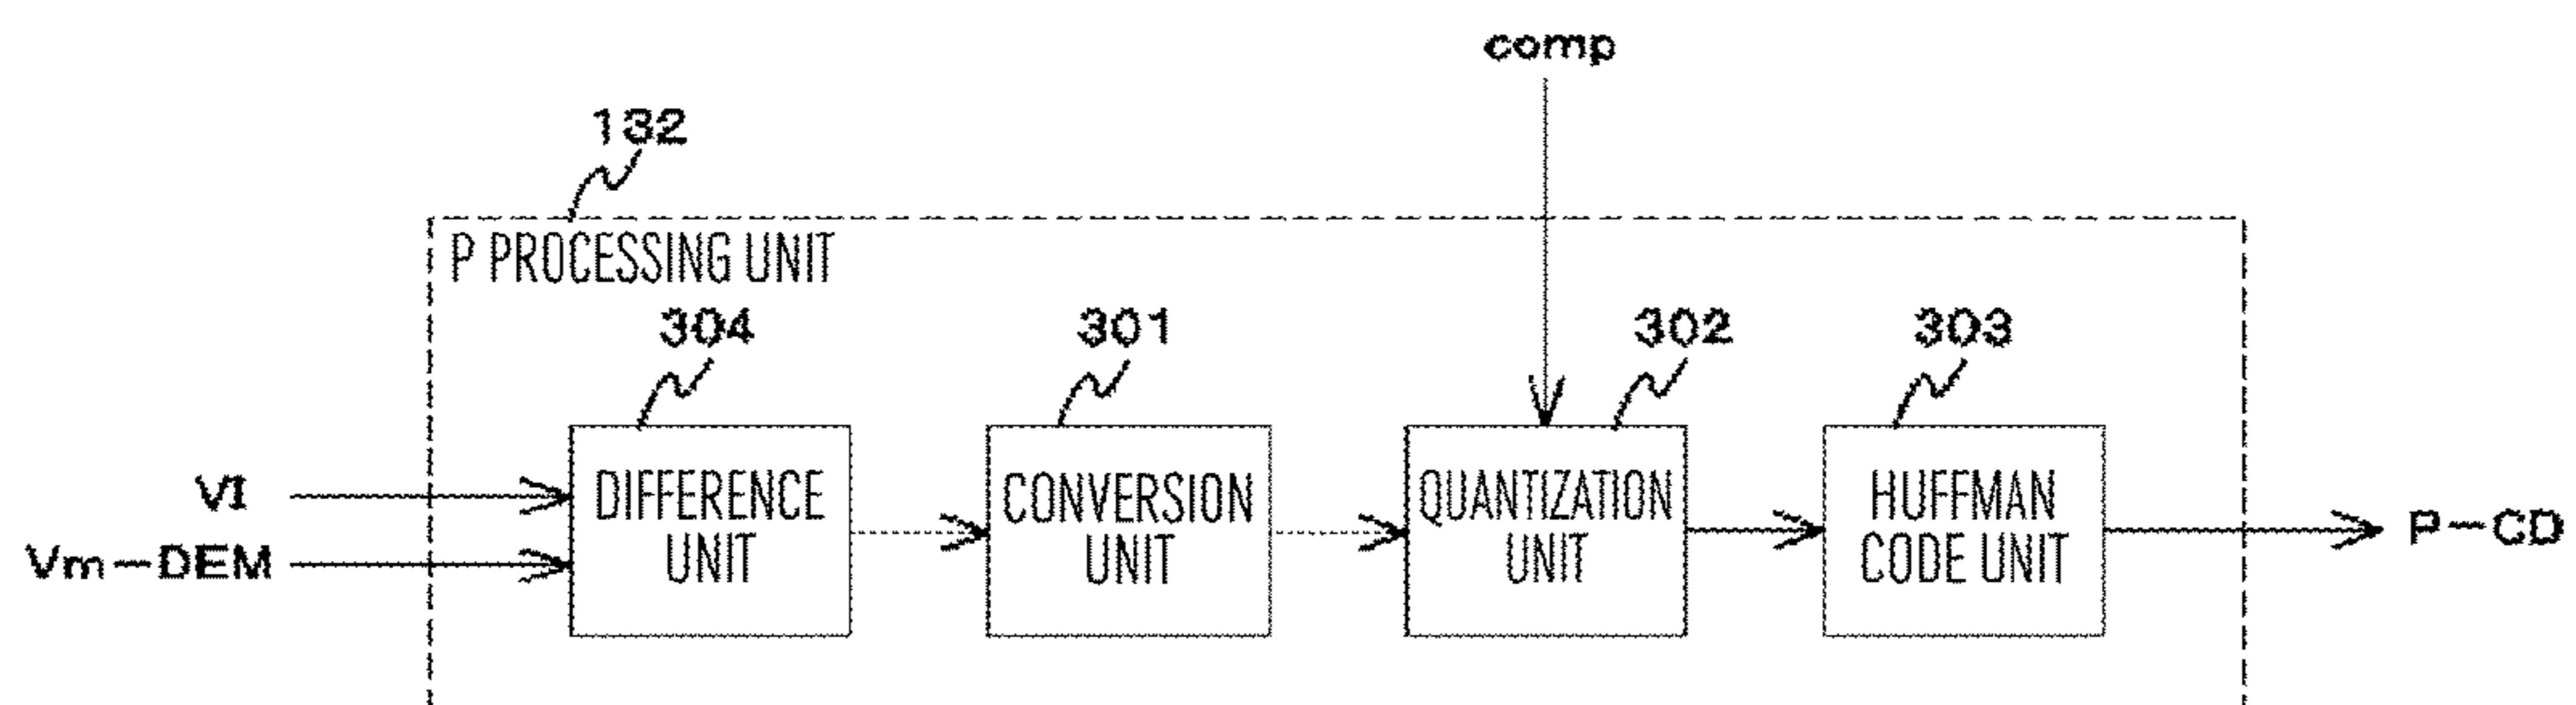 comp
132
P PROCESSING UNIT
304
301
302
303
VI
Vm-DEM
DIFFERENCE
UNIT
CONVERSION
UNIT
QUANTIZATION
UNIT
HUFFMAN
CODE UNIT
P-CD